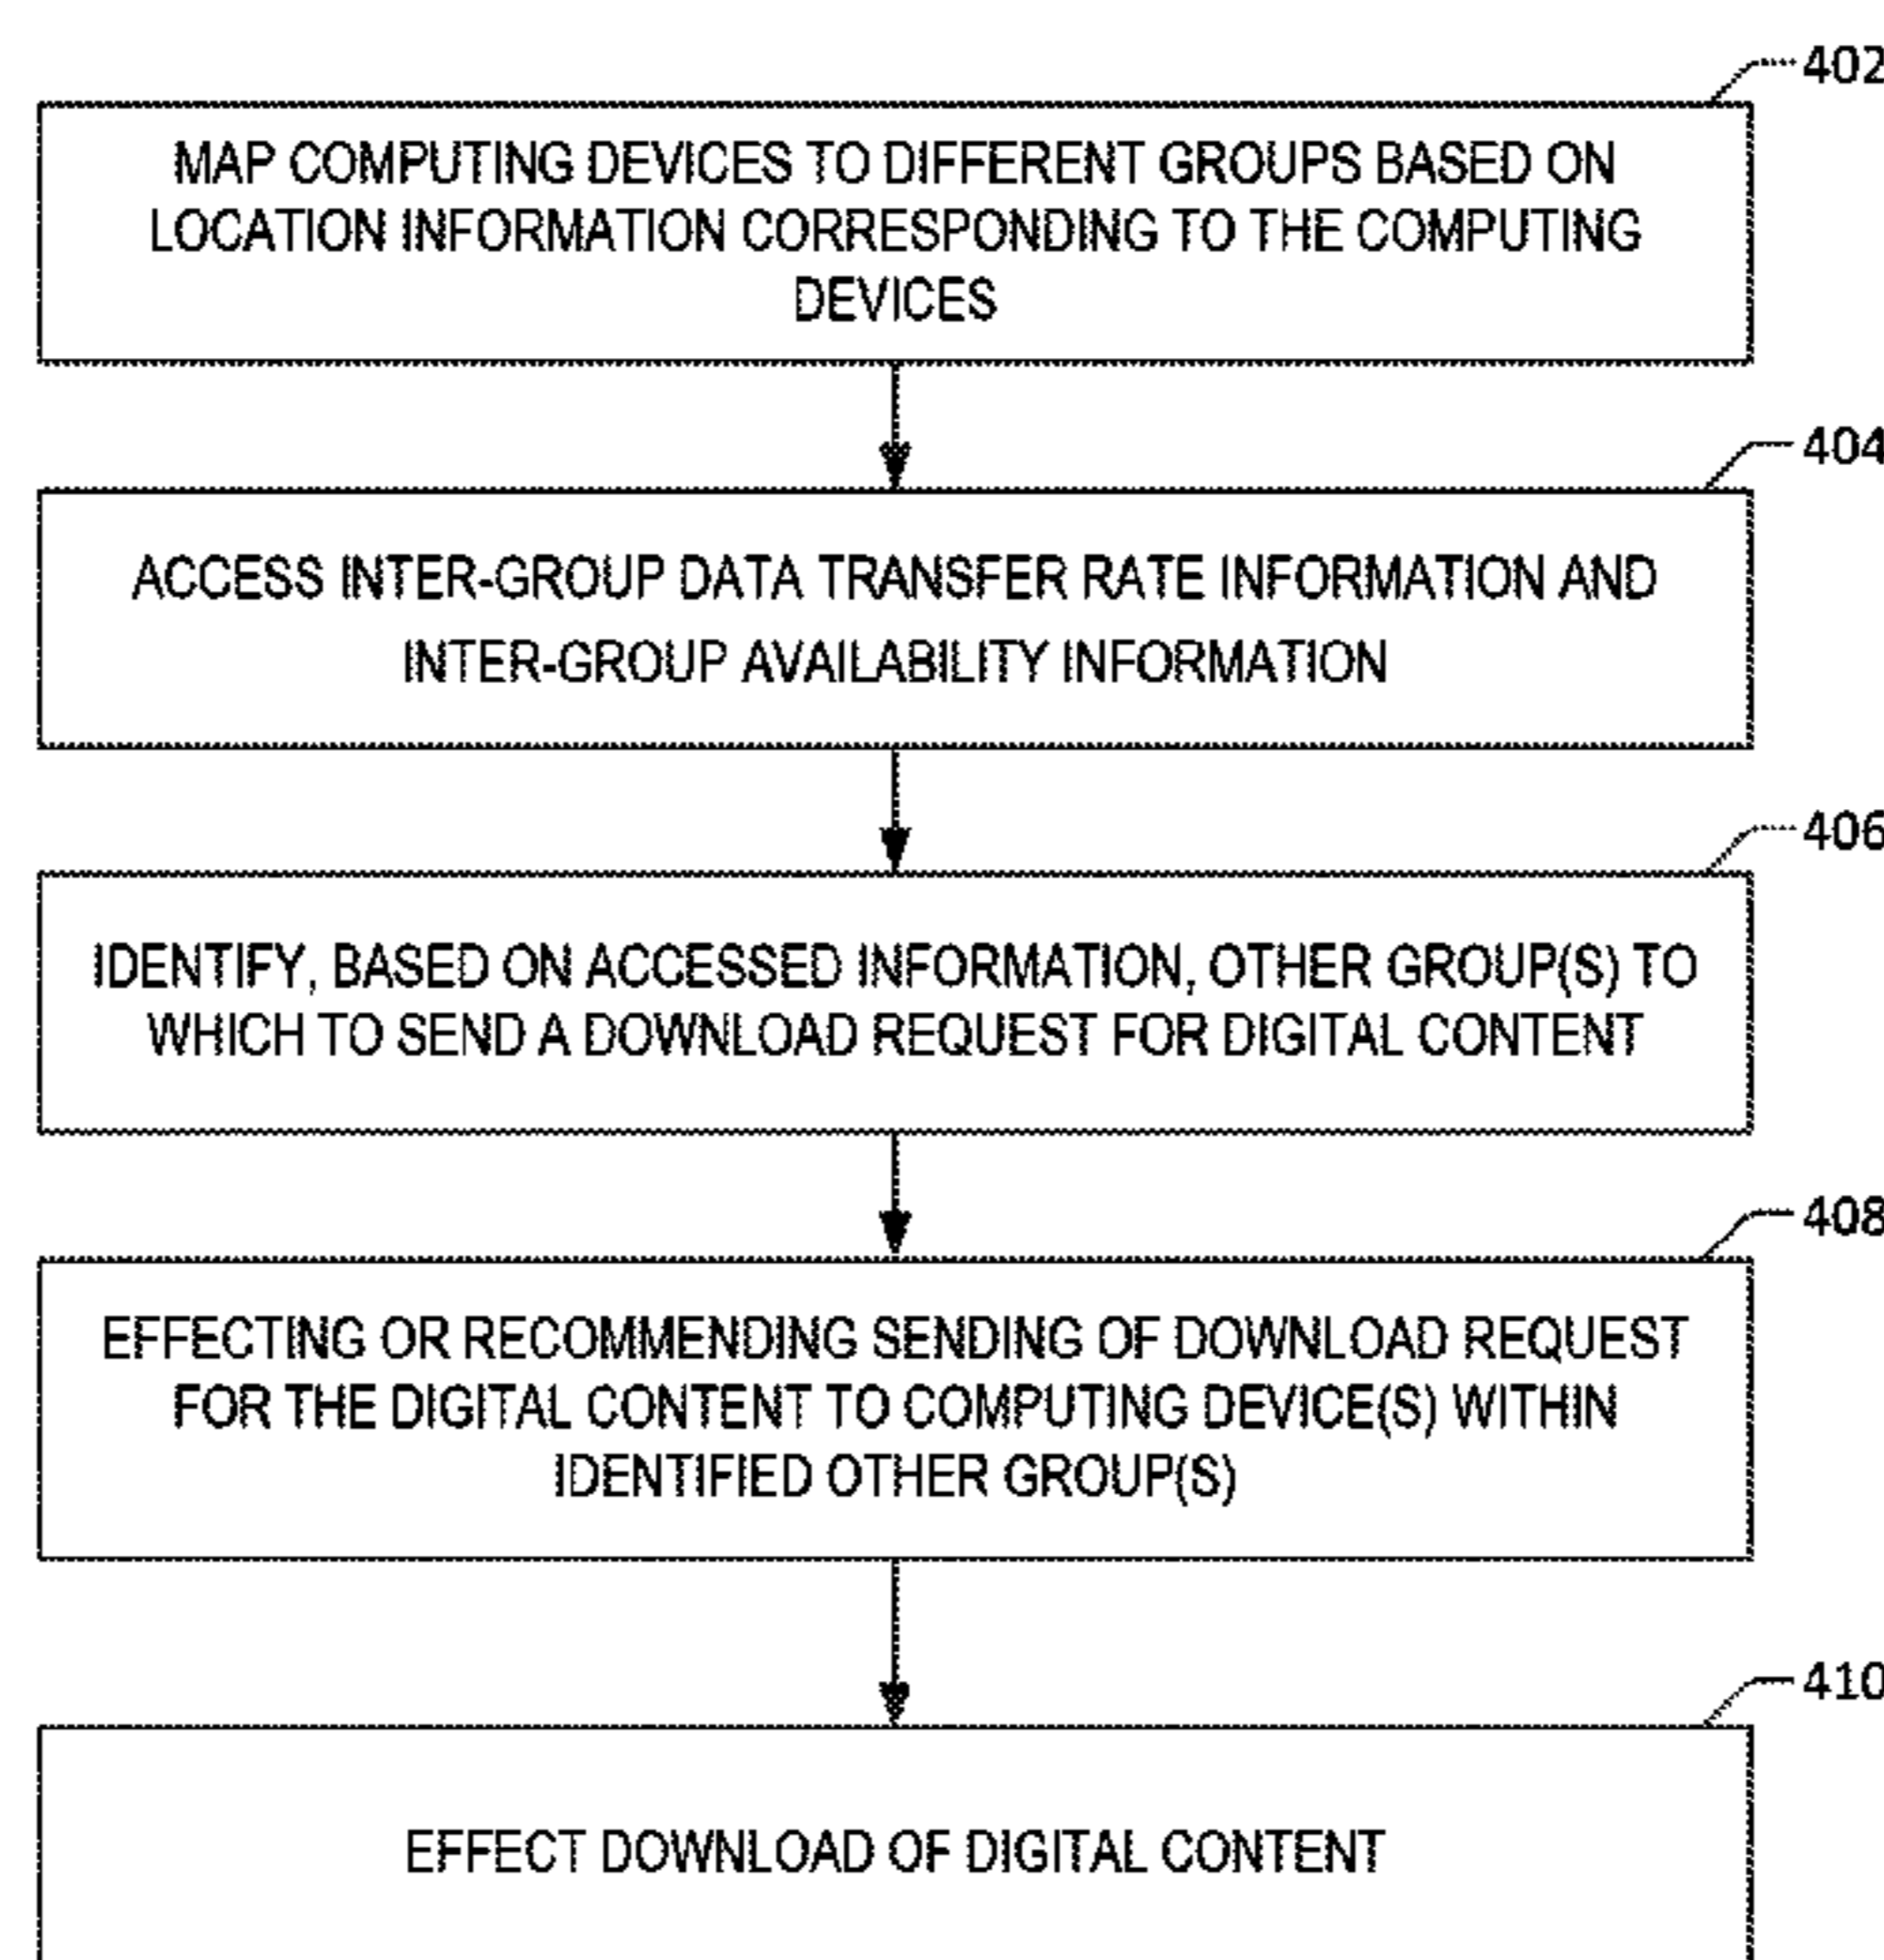 402
MAP COMPUTING DEVICES TO DIFFERENT GROUPS BASED ON
LOCATION INFORMATION CORRESPONDING TO THE COMPUTING
DEVICES
404
ACCESS INTER-GROUP DATA TRANSFER RATE INFORMATION AND
INTER-GROUP AVAILABILITY INFORMATION
406
IDENTIFY, BASED ON ACCESSED INFORMATION, OTHER GROUP(S) TO
WHICH TO SEND A DOWNLOAD REQUEST FOR DIGITAL CONTENT
408
EFFECTING OR RECOMMENDING SENDING OF DOWNLOAD REQUEST
FOR THE DIGITAL CONTENT TO COMPUTING DEVICE(S) WITHIN
IDENTIFIED OTHER GROUP(S)
410
EFFECT DOWNLOAD OF DIGITAL CONTENT